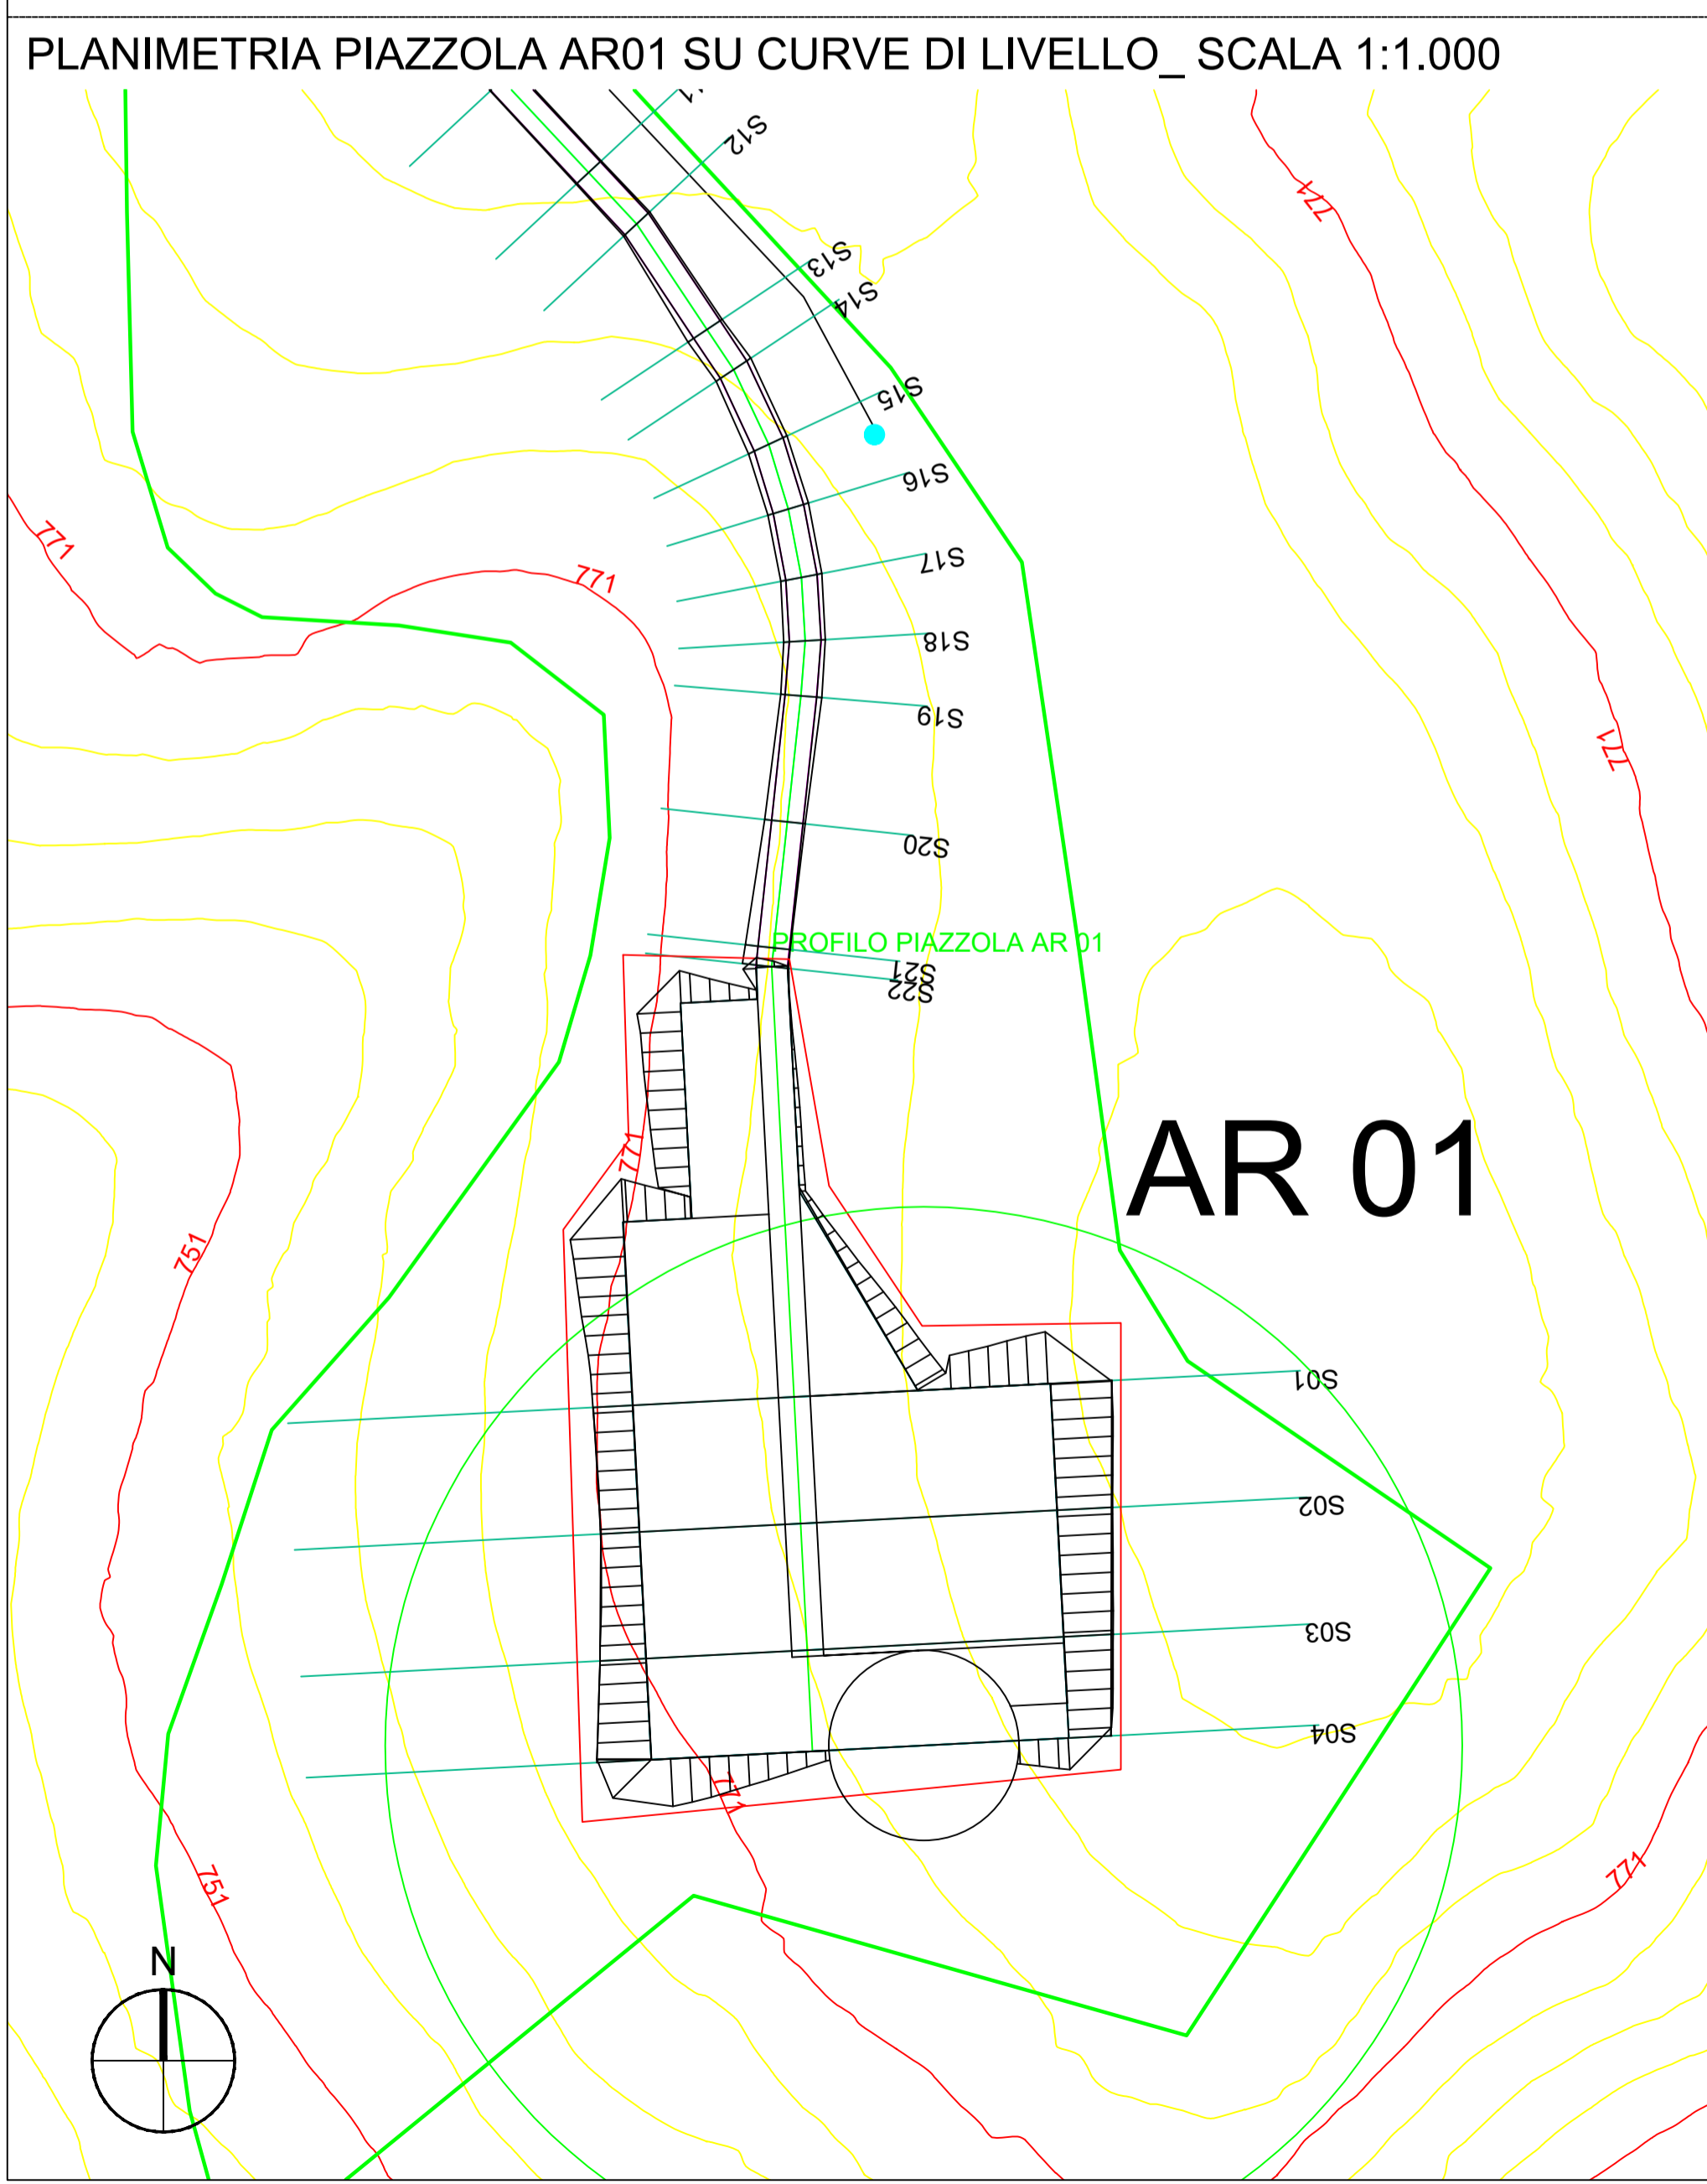 PLANIMETRIA PIAZZOLA AR01 SU CURVE DI LIVELLO_ SCALA 1:1.000
S12
771
S13
S14
S15
S16
771
S17
771
S18
S19
771
S20
PROFILO PIAZZOLA AR 01
S21
S22
771
AR 01
751
S01
S02
S03
S04
771
771
751
N